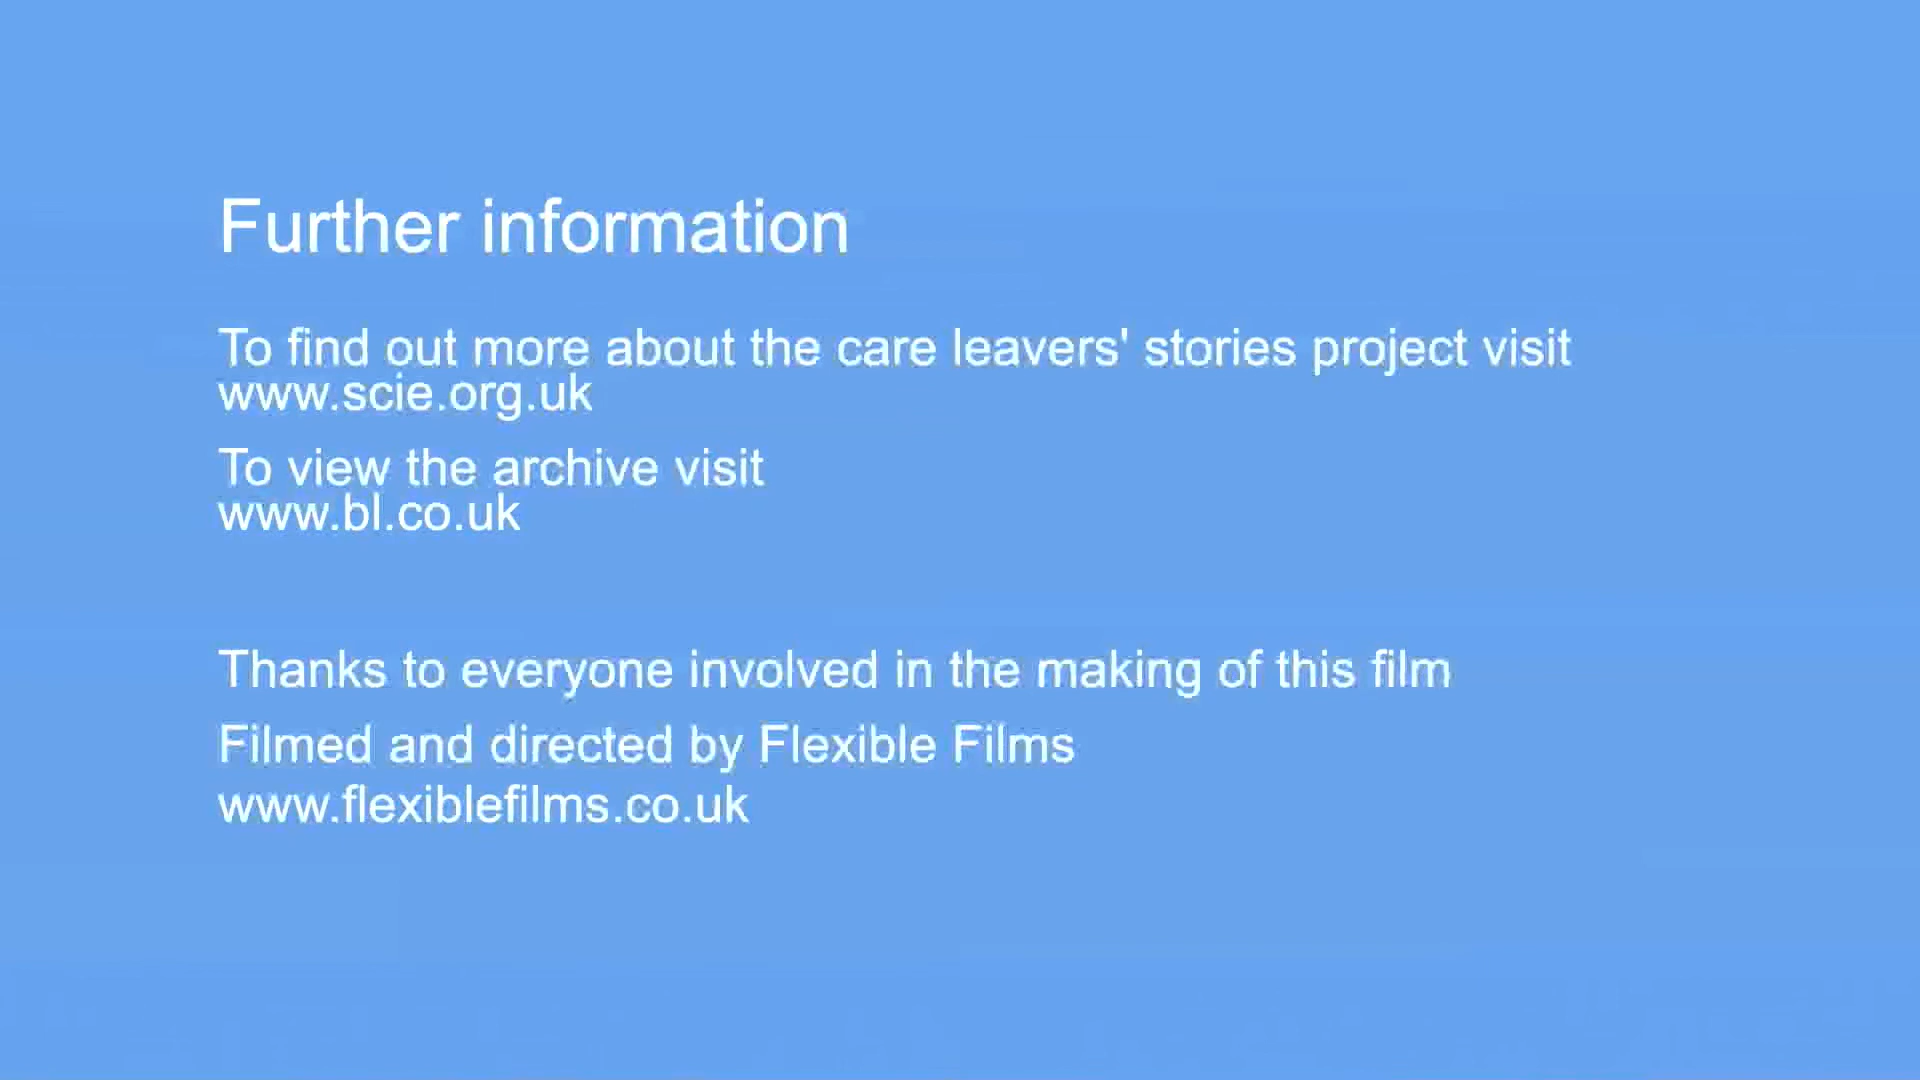 Further information
To find out more about the care leavers' stories project visit
www.scie.org.uk
To view the archive visit
www.bl.co.uk
Thanks to everyone involved in the making of this film
Filmed and directed by Flexible Films
www.flexiblefilms.co.uk